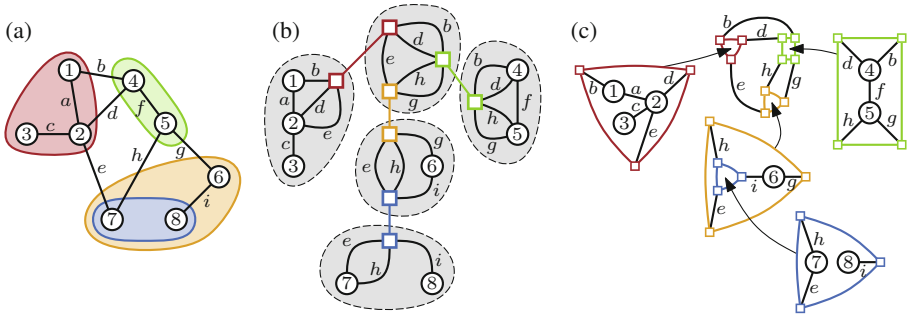 (a)
1 b 4
a d f
3 c 2 5
e h g
6
7 8 i
(b)
b
d
1 b e h 4
a d g d f
2 e h
c g 5
3
e h g 6
i
e h i
7 8
(c)
b
d
b 1 a d e h g d 4 b
c 2 f
3 5
e h g
h
i 6 g
e
h
7 8 i
e